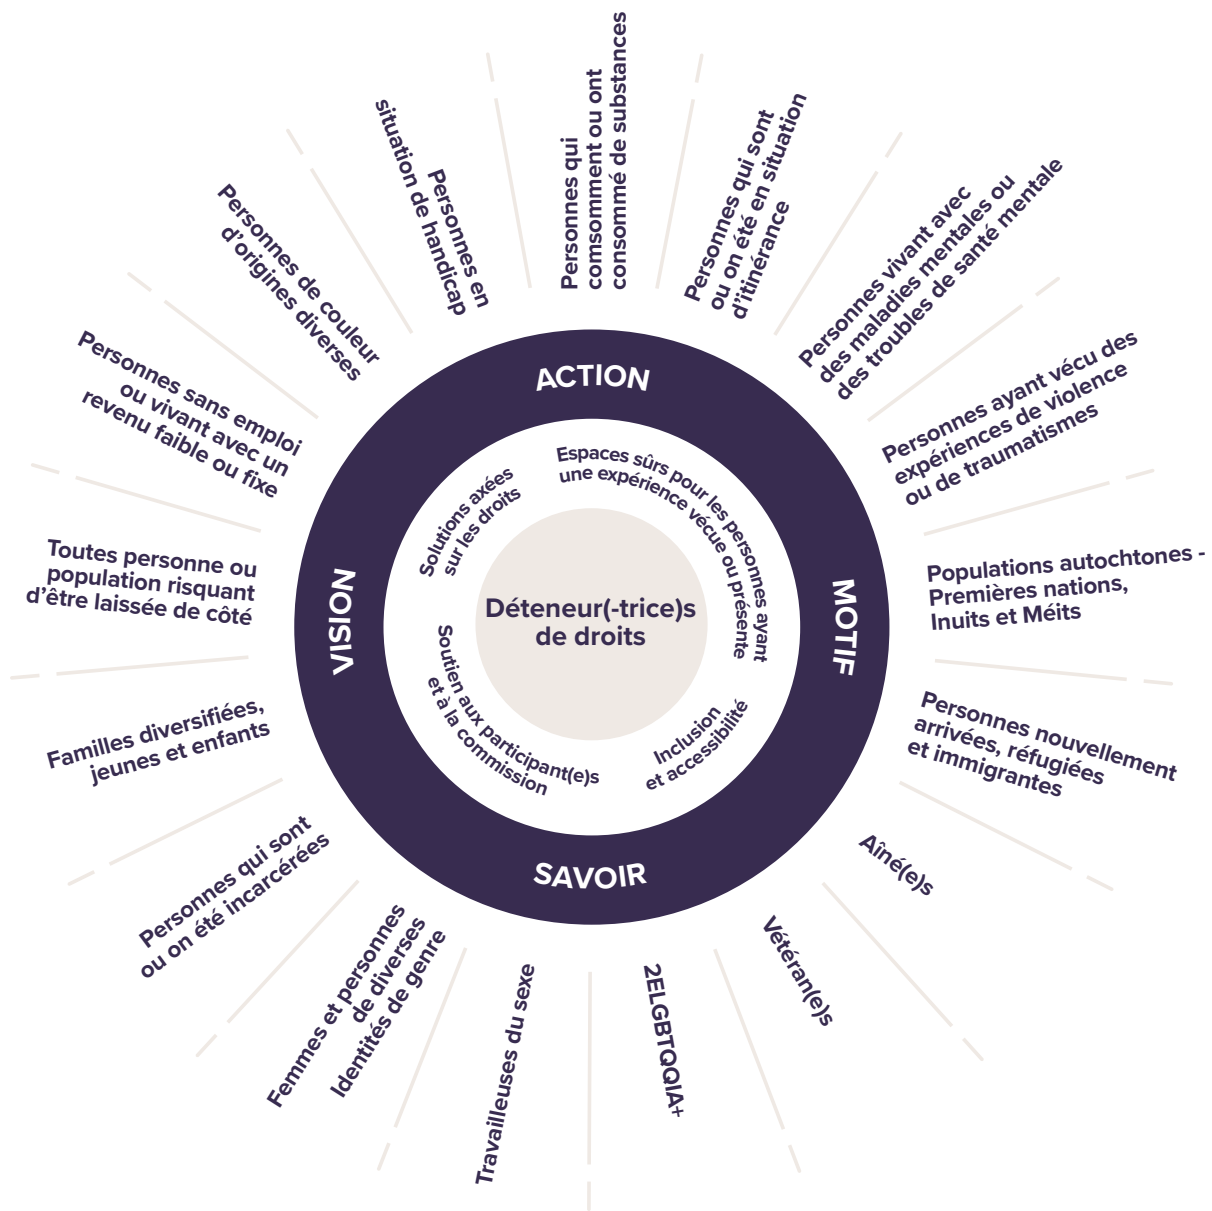 Déteneur(-trice)s
de droits
Espaces sûrs pour les personnes ayant
une expérience vécue ou présente
Inclusion
et accessibilité
Soutien aux participant(e)s
et à la commission
Solutions axées
sur les droits
ACTION
MOTIF
SAVOIR
VISION
Personnes qui
comsomment ou ont
consommé de substances
Personnes qui sont
ou on été en situation
d'itinérance
Personnes vivant avec
des maladies mentales ou
des troubles de santé mentale
Personnes ayant vécu des
expériences de violence
ou de traumatismes
Populations autochtones -
Premières nations,
Inuits et Méits
Personnes nouvellement
arrivées, réfugiées
et immigrantes
Aîné(e)s
Vétéran(e)s
2ELGBTQQIA+
Travailleuses du sexe
Femmes et personnes
de diverses
Identités de genre
Personnes qui sont
ou on été incarcérées
Familles diversifiées,
jeunes et enfants
Toutes personne ou
population risquant
d'être laissée de côté
Personnes sans emploi
ou vivant avec un
revenu faible ou fixe
Personnes de couleur
d'origines diverses
Personnes en
situation de handicap